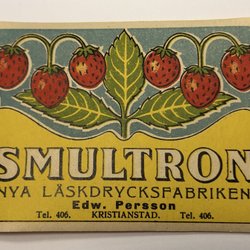 SMULTRON
NYA LÄSKDRYCKSFABRIKEN
Edw. Persson
Tel. 406. KRISTIANSTAD. Tel. 406.